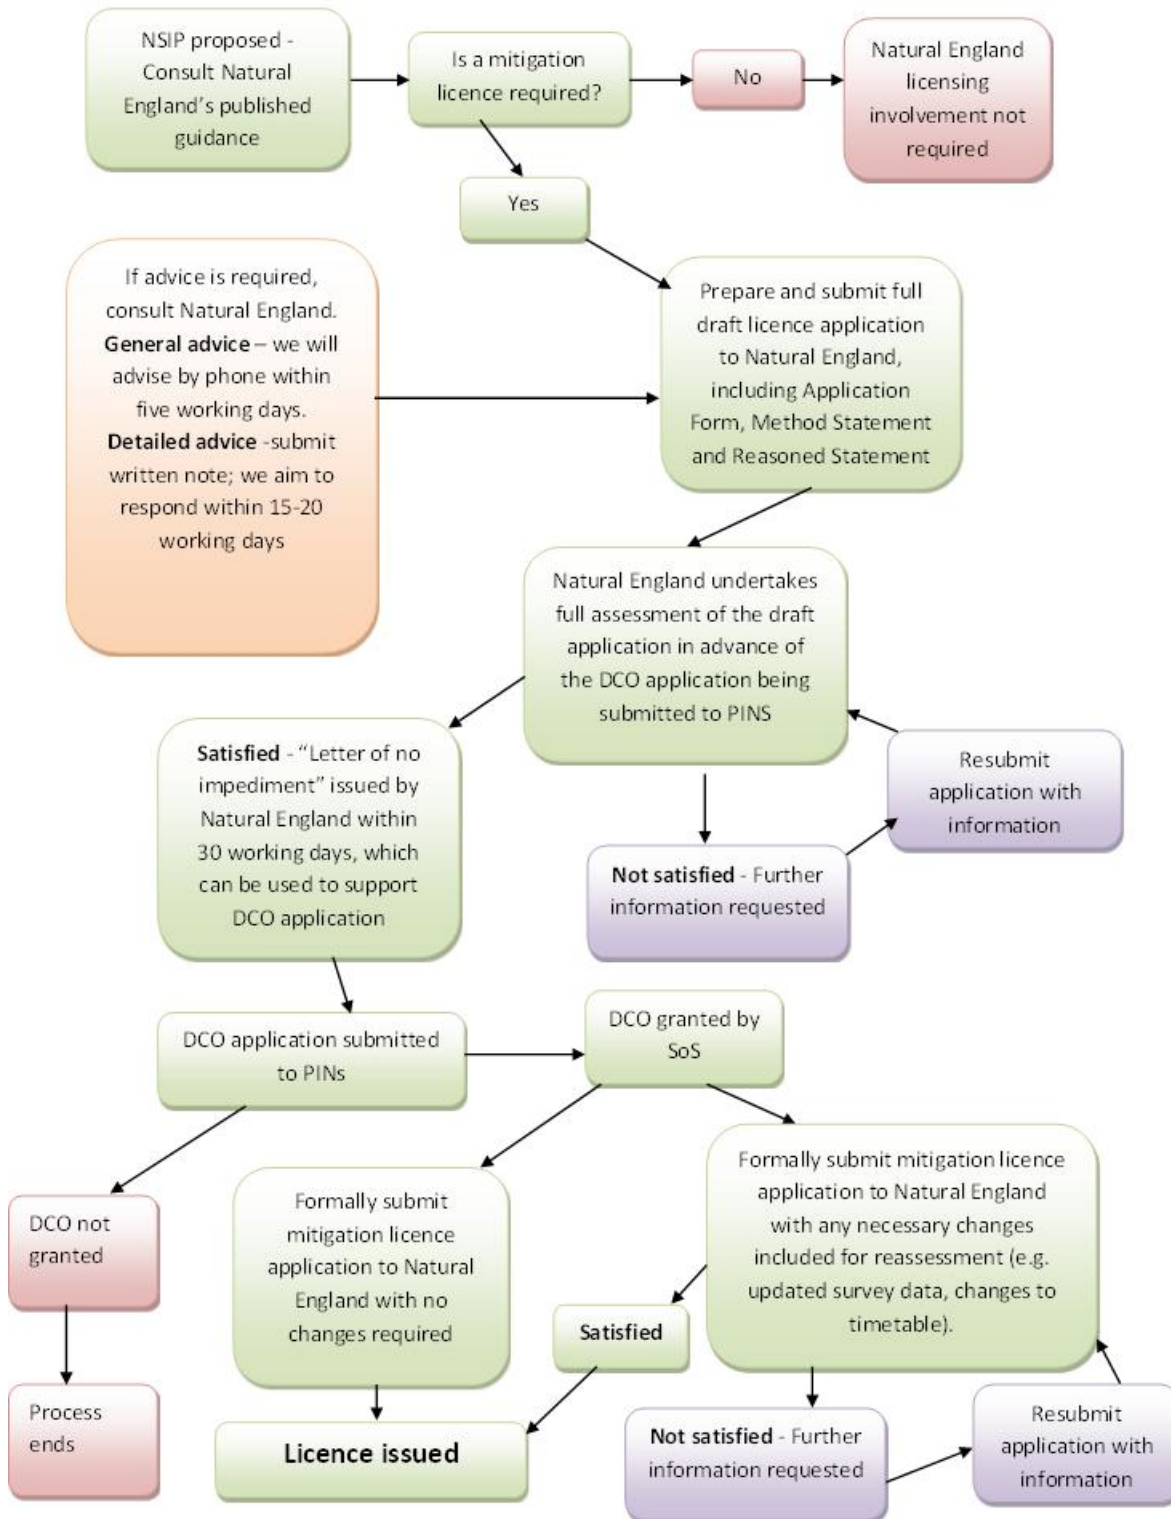 NSIP proposed -
Consult Natural
England's published
guidance
Is a mitigation
licence required?
No
Natural England
licensing
involvement not
required
Yes
If advice is required,
consult Natural England.
General advice – we will
advise by phone within
five working days.
Detailed advice -submit
written note; we aim to
respond within 15-20
working days
Prepare and submit full
draft licence application
to Natural England,
including Application
Form, Method Statement
and Reasoned Statement
Natural England undertakes
full assessment of the draft
application in advance of
the DCO application being
submitted to PINS
Satisfied - “Letter of no
impediment” issued by
Natural England within
30 working days, which
can be used to support
DCO application
Resubmit
application with
information
Not satisfied - Further
information requested
DCO application submitted
to PINs
DCO granted by
SoS
DCO not
granted
Formally submit
mitigation licence
application to Natural
England with no
changes required
Formally submit mitigation licence
application to Natural England
with any necessary changes
included for reassessment (e.g.
updated survey data, changes to
timetable).
Satisfied
Process
ends
Licence issued
Not satisfied - Further
information requested
Resubmit
application with
information